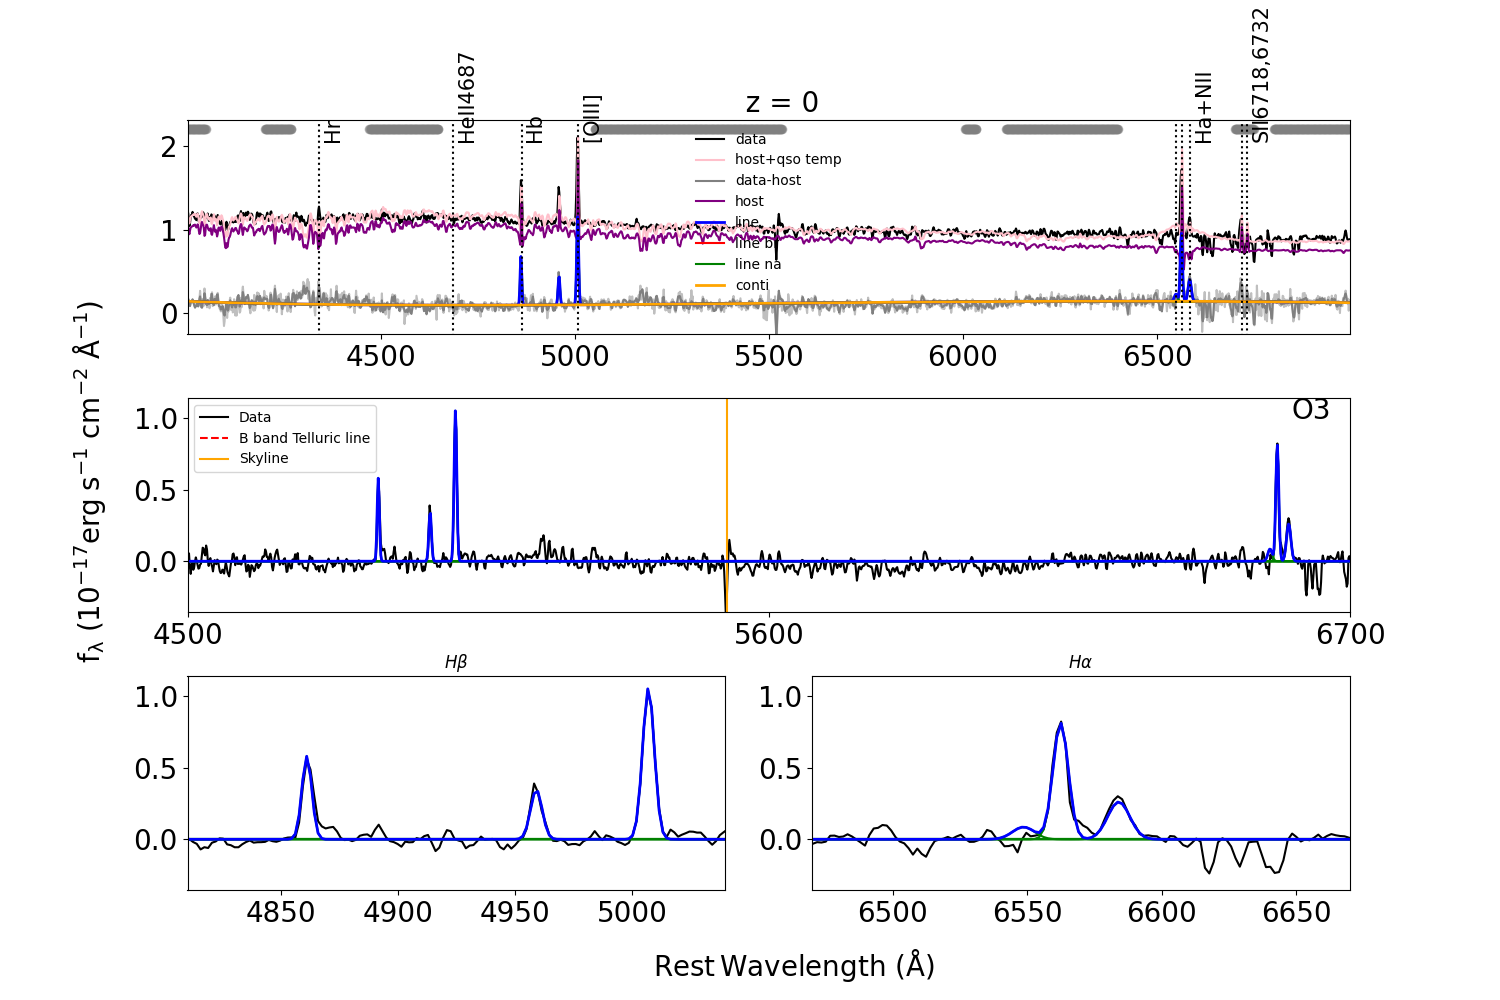 z = 0
Hr
HeII4687
Hb
[OIII]
Ha+NII
SII6718,6732
data
host+qso temp
data-host
host
line
line br
line na
conti
2
1
0
4500 5000 5500 6000 6500
fλ (10−17erg s−1 cm−2 Å−1)
O3
Data
B band Telluric line
Skyline
1.0
0.5
0.0
4500 5600 6700
Hβ
1.0
0.5
0.0
4850 4900 4950 5000
Hα
1.0
0.5
0.0
6500 6550 6600 6650
Rest Wavelength (Å)